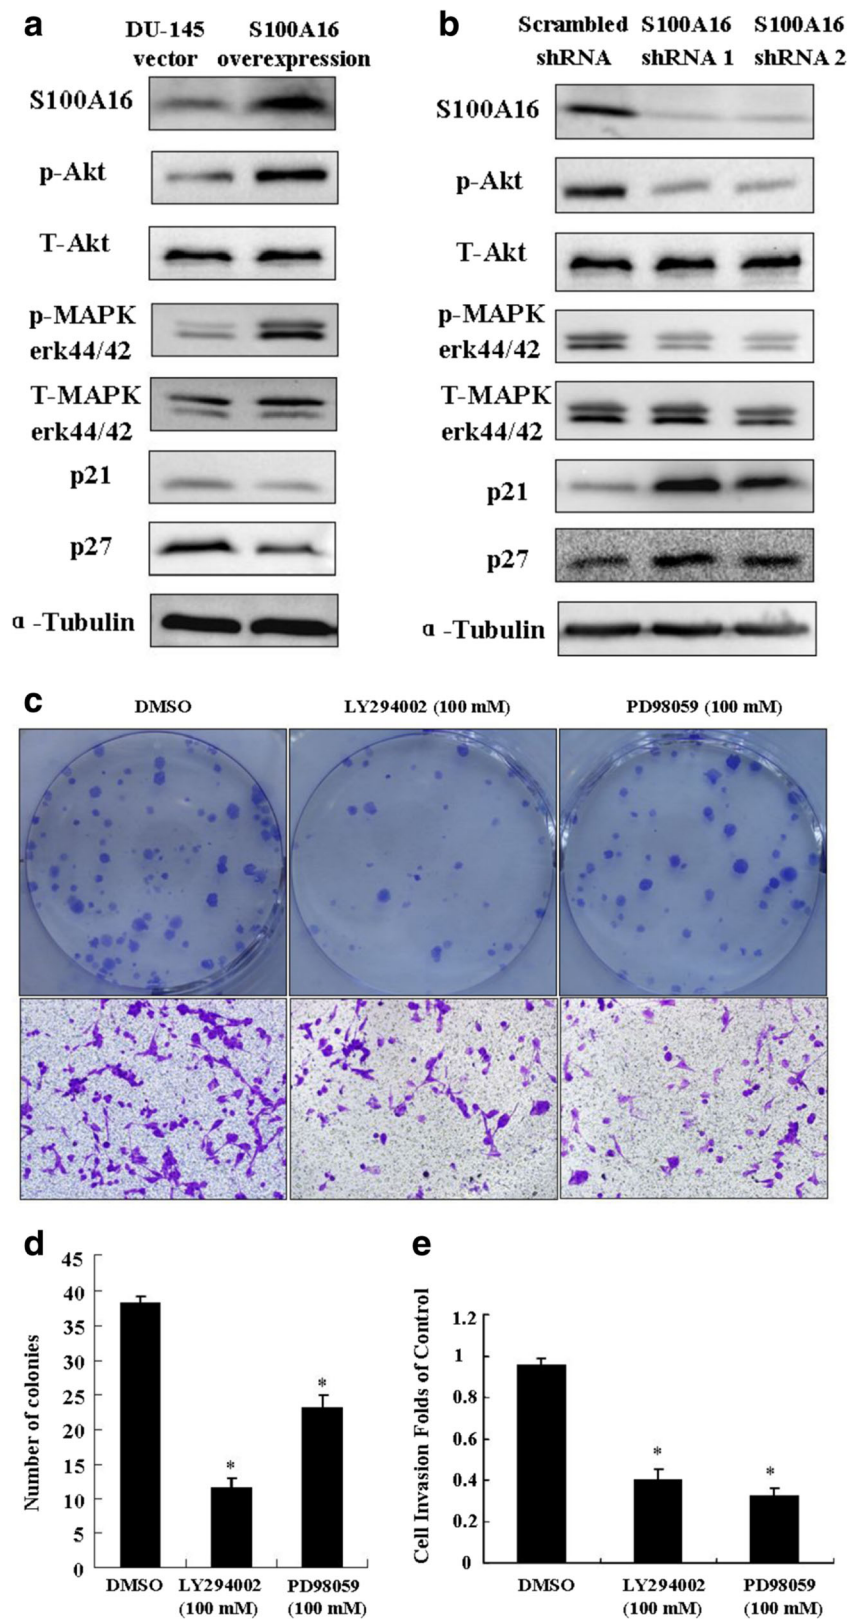 a
DU-145 vector
S100A16 overexpression
S100A16
p-Akt
T-Akt
p-MAPK
erk44/42
T-MAPK
erk44/42
p21
p27
α -Tubulin
b
Scrambled shRNA
S100A16 shRNA 1
S100A16 shRNA 2
S100A16
p-Akt
T-Akt
p-MAPK
erk44/42
T-MAPK
erk44/42
p21
p27
α -Tubulin
c
DMSO
LY294002 (100 mM)
PD98059 (100 mM)
d
Number of colonies
45
40
35
30
25
20
15
10
5
0
*
*
DMSO
LY294002
(100 mM)
PD98059
(100 mM)
e
Cell Invasion Folds of Control
1.2
1
0.8
0.6
0.4
0.2
0
*
*
DMSO
LY294002
(100 mM)
PD98059
(100 mM)